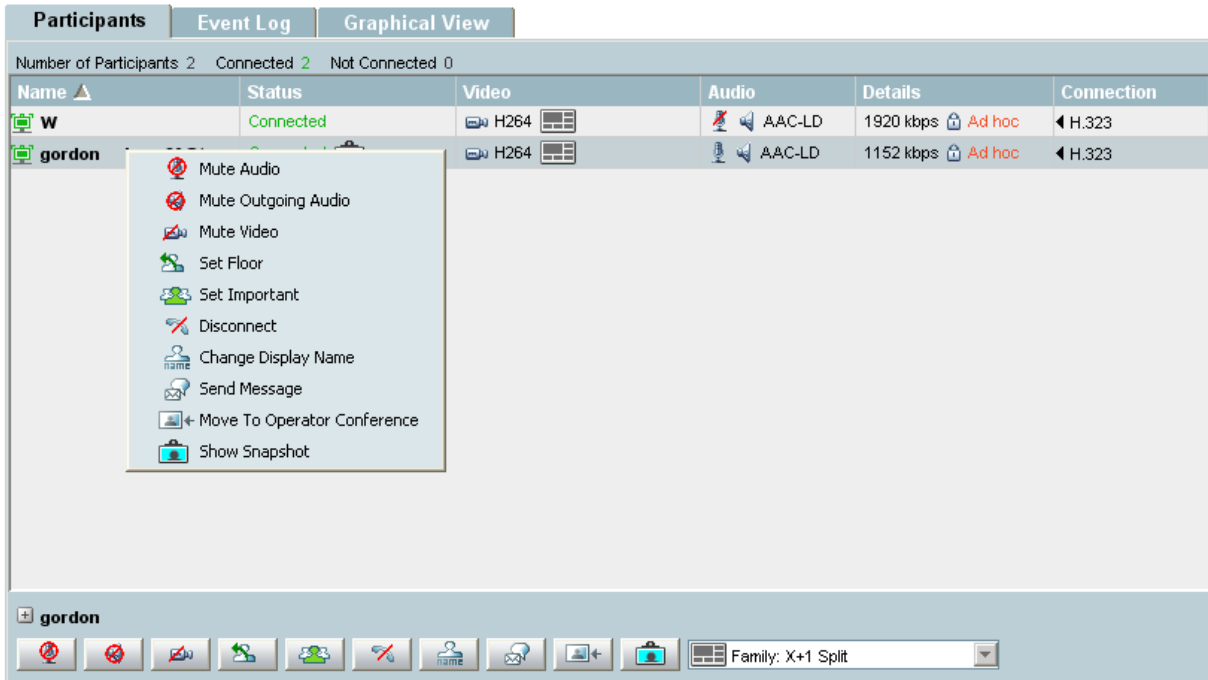 Participants Event Log Graphical View
Number of Participants 2 Connected 2 Not Connected 0
Name Status Video Audio Details Connection
W Connected H264 AAC-LD 1920 kbps Ad hoc H.323
gordon H264 AAC-LD 1152 kbps Ad hoc H.323
Mute Audio
Mute Outgoing Audio
Mute Video
Set Floor
Set Important
Disconnect
name Change Display Name
Send Message
Move To Operator Conference
Show Snapshot
gordon
name Family: X+1 Split